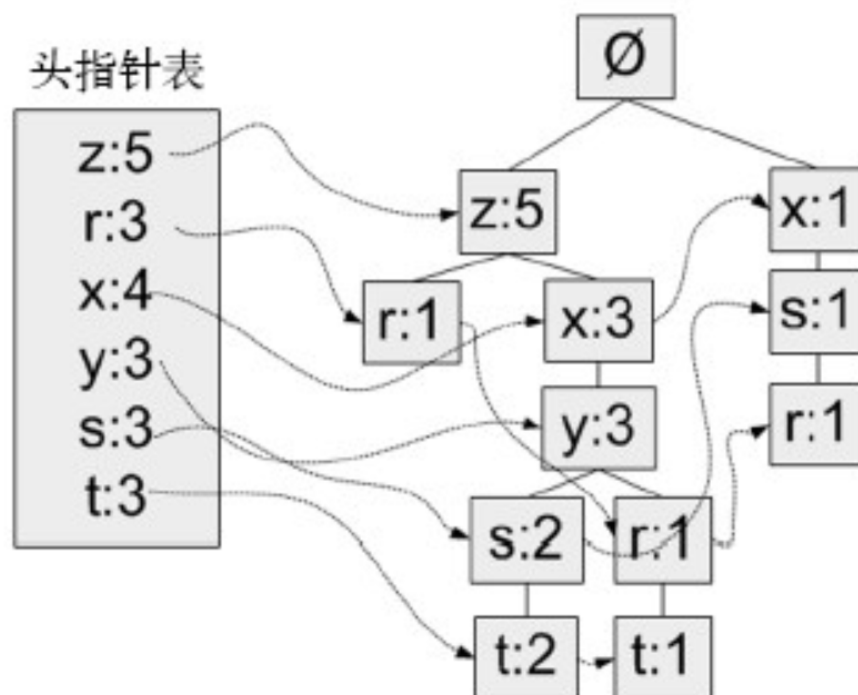 头指针表
z:5
r:3
x:4
y:3
s:3
t:3
Ø
z:5
x:1
r:1
x:3
s:1
y:3
r:1
s:2
r:1
t:2
t:1